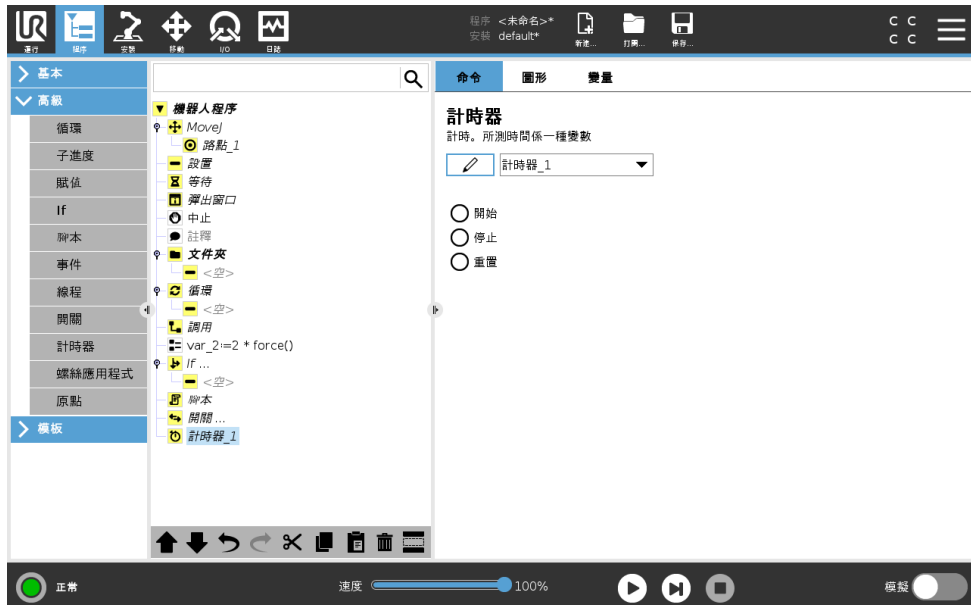 運行
程序
安裝
移動
I/O
日誌
程序 <未命名>*
安裝 default*
新建...
打開...
保存...
C C
C C
基本
高級
循環
子進度
賦值
If
腳本
事件
線程
開關
計時器
螺絲應用程式
原點
模板
機器人程序
MoveJ
路點_1
設置
等待
彈出窗口
中止
註釋
文件夾
<空>
循環
<空>
調用
var_2:=2 * force()
If ...
<空>
腳本
開關 ...
計時器_1
命令
圖形
變量
計時器
計時。所測時間係一種變數
計時器_1
開始
停止
重置
正常
速度
100%
模擬